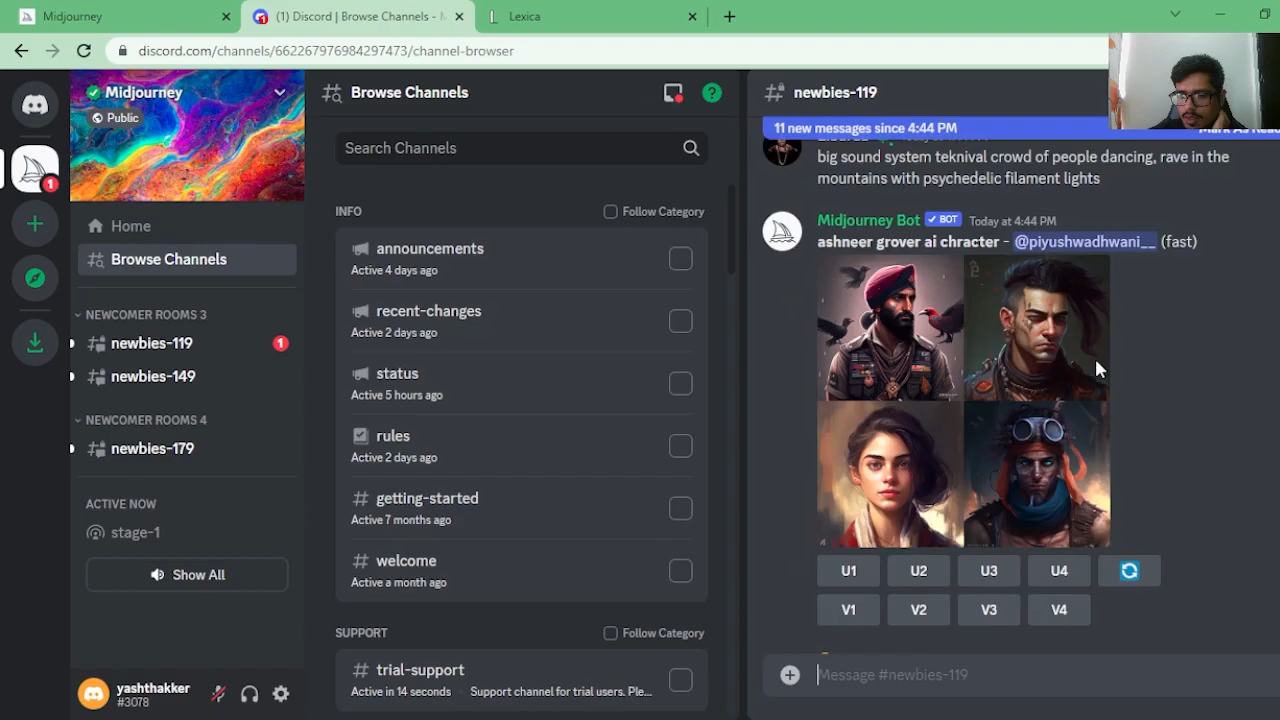 Midjourney
(1) Discord | Browse Channels -
Lexica
discord.com/channels/662267976984297473/channel-browser
Midjourney
Public
Home
Browse Channels
NEWCOMER ROOMS 3
newbies-119
1
newbies-149
NEWCOMER ROOMS 4
newbies-179
ACTIVE NOW
stage-1
Show All
yashthakker
#3078
1
Browse Channels
Search Channels
INFO
Follow Category
announcements
Active 4 days ago
recent-changes
Active 2 days ago
status
Active 5 hours ago
rules
Active 2 days ago
getting-started
Active 7 months ago
welcome
Active a month ago
SUPPORT
Follow Category
trial-support
Active in 14 seconds · Support channel for trial users. Ple...
newbies-119
11 new messages since 4:44 PM
big sound system teknival crowd of people dancing, rave in the
mountains with psychedelic filament lights
Midjourney Bot BOT Today at 4:44 PM
ashneer grover ai chracter - @piyushwadhwani__ (fast)
U1 U2 U3 U4
V1 V2 V3 V4
Message #newbies-119